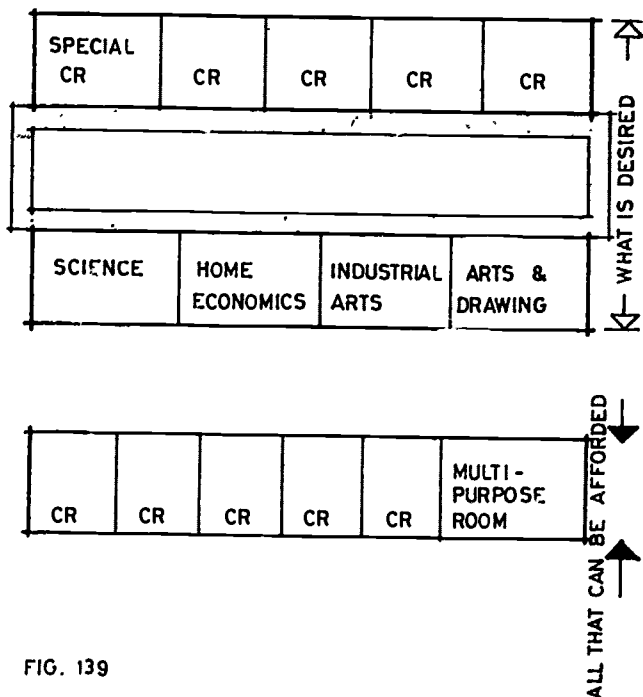 SPECIAL
CR
CR
CR
CR
CR
SCIENCE
HOME
ECONOMICS
INDUSTRIAL
ARTS
ARTS &
DRAWING
WHAT IS DESIRED
CR
CR
CR
CR
CR
MULTI-
PURPOSE
ROOM
ALL THAT CAN BE AFFORDED
FIG. 139